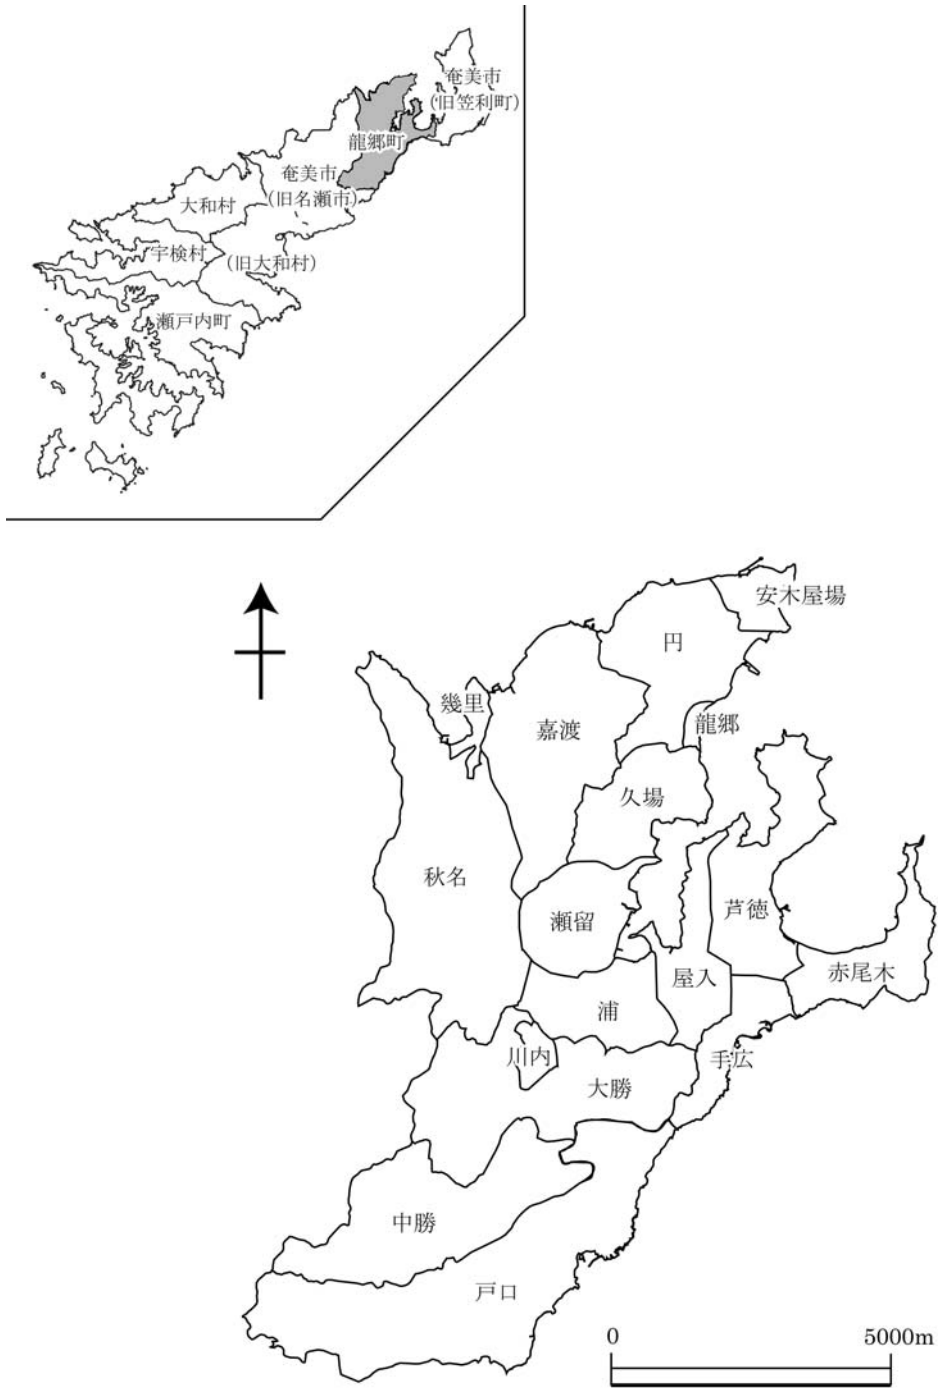 奄美市
(旧笠利町)
龍郷町
奄美市
(旧名瀬市)
大和村
宇検村
(旧大和村)
瀬戸内町
安木屋場
円
幾里
嘉渡
龍郷
久場
秋名
瀬留
芦徳
赤尾木
屋入
浦
川内
手広
大勝
中勝
戸口
0 5000m